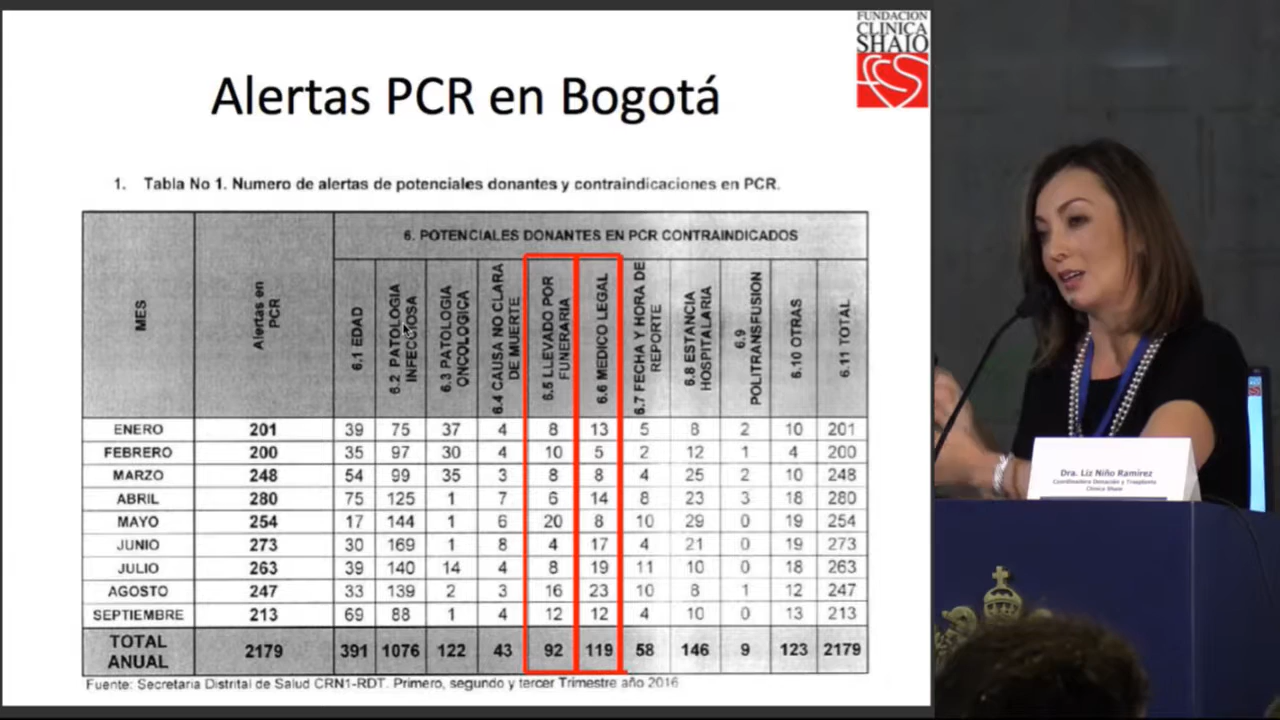 FUNDACION
CLINICA
SHAIO
Alertas PCR en Bogotá
1. Tabla No 1. Numero de alertas de potenciales donantes y contraindicaciones en PCR.
MES
Alertas en PCR
6. POTENCIALES DONANTES EN PCR CONTRAINDICADOS
6.1 EDAD
6.2 PATOLOGIA INFECCIOSA
6.3 PATOLOGIA ONCOLOGICA
6.4 CAUSA NO CLARA DE MUERTE
6.5 LLEVADO POR FUNERARIA
6.6 MEDICO LEGAL
6.7 FECHA Y HORA DE REPORTE
6.8 ESTANCIA HOSPITALARIA
6.9 POLITRANSFUSION
6.10 OTRAS
6.11 TOTAL
ENERO 201 39 75 37 4 8 13 5 8 2 10 201
FEBRERO 200 35 97 30 4 10 5 2 12 1 4 200
MARZO 248 54 99 35 3 8 8 4 25 2 10 248
ABRIL 280 75 125 1 7 6 14 8 23 3 18 280
MAYO 254 17 144 1 6 20 8 10 29 0 19 254
JUNIO 273 30 169 1 8 4 17 4 21 0 19 273
JULIO 263 39 140 14 4 8 19 11 10 0 18 263
AGOSTO 247 33 139 2 3 16 23 10 8 1 12 247
SEPTIEMBRE 213 69 88 1 4 12 12 4 10 0 13 213
TOTAL ANUAL 2179 391 1076 122 43 92 119 58 146 9 123 2179
Fuente: Secretaria Distrital de Salud CRN1-RDT. Primero, segundo y tercer Trimestre año 2016
Dra. Liz Niño Ramírez
Coordinadora Donación y Trasplante
Clínica Shaio